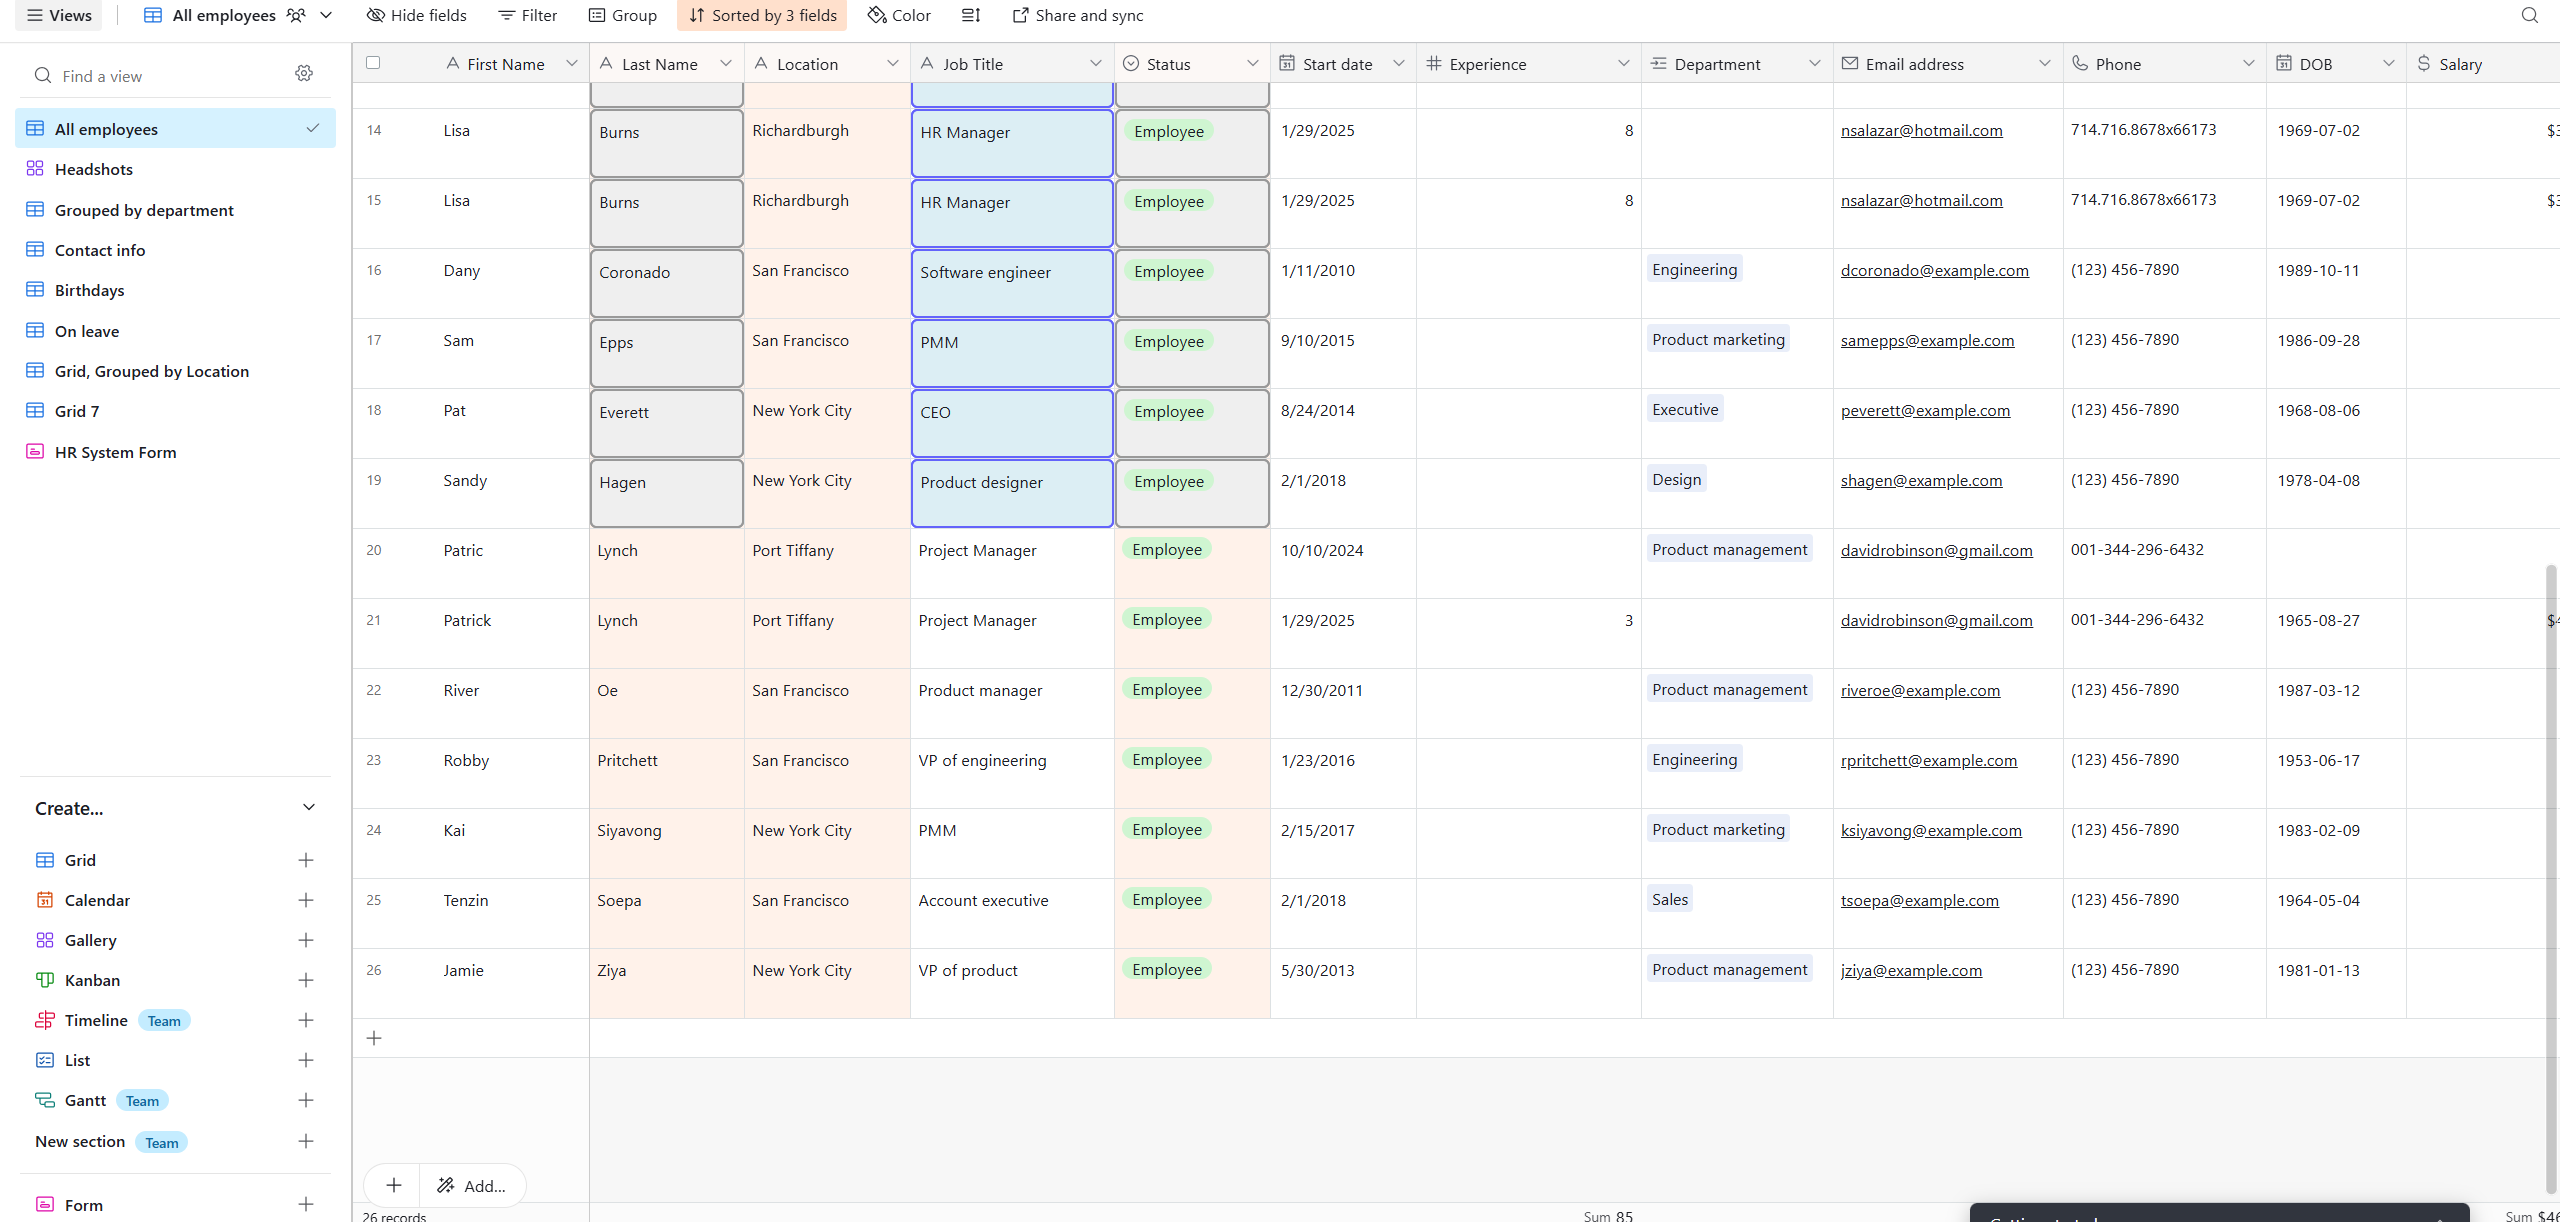 Views All employees Hide fields Filter Group Sorted by 3 fields Color Share and sync
Find a view
All employees
Headshots
Grouped by department
Contact info
Birthdays
On leave
Grid, Grouped by Location
Grid 7
HR System Form
Create...
Grid
Calendar
Gallery
Kanban
Timeline Team
List
Gantt Team
New section Team
Form
First Name Last Name Location Job Title Status Start date Experience Department Email address Phone DOB Salary
14 Lisa Burns Richardburgh HR Manager Employee 1/29/2025 8 nsalazar@hotmail.com 714.716.8678x66173 1969-07-02
15 Lisa Burns Richardburgh HR Manager Employee 1/29/2025 8 nsalazar@hotmail.com 714.716.8678x66173 1969-07-02
16 Dany Coronado San Francisco Software engineer Employee 1/11/2010 Engineering dcoronado@example.com (123) 456-7890 1989-10-11
17 Sam Epps San Francisco PMM Employee 9/10/2015 Product marketing samepps@example.com (123) 456-7890 1986-09-28
18 Pat Everett New York City CEO Employee 8/24/2014 Executive peverett@example.com (123) 456-7890 1968-08-06
19 Sandy Hagen New York City Product designer Employee 2/1/2018 Design shagen@example.com (123) 456-7890 1978-04-08
20 Patric Lynch Port Tiffany Project Manager Employee 10/10/2024 Product management davidrobinson@gmail.com 001-344-296-6432
21 Patrick Lynch Port Tiffany Project Manager Employee 1/29/2025 3 davidrobinson@gmail.com 001-344-296-6432 1965-08-27
22 River Oe San Francisco Product manager Employee 12/30/2011 Product management riveroe@example.com (123) 456-7890 1987-03-12
23 Robby Pritchett San Francisco VP of engineering Employee 1/23/2016 Engineering rpritchett@example.com (123) 456-7890 1953-06-17
24 Kai Siyavong New York City PMM Employee 2/15/2017 Product marketing ksiyavong@example.com (123) 456-7890 1983-02-09
25 Tenzin Soepa San Francisco Account executive Employee 2/1/2018 Sales tsoepa@example.com (123) 456-7890 1964-05-04
26 Jamie Ziya New York City VP of product Employee 5/30/2013 Product management jziya@example.com (123) 456-7890 1981-01-13
Add...
26 records Sum 85 Sum